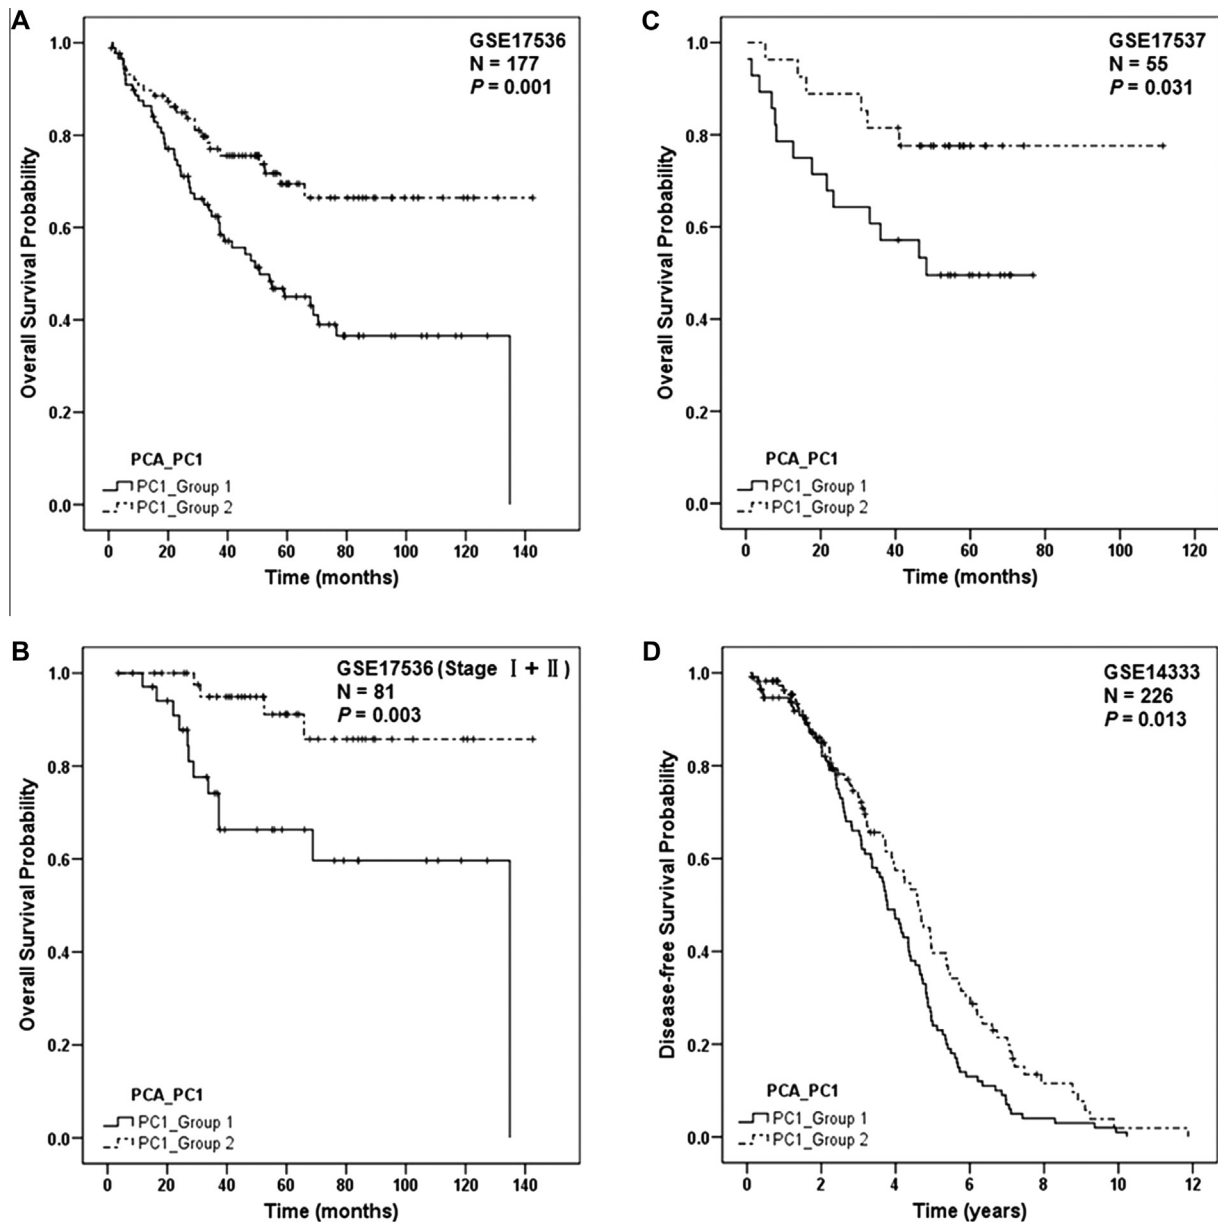 A
GSE17536
N = 177
P = 0.001
Overall Survival Probability
1.0
0.8
0.6
0.4
0.2
0.0
PCA_PC1
PC1_Group 1
PC1_Group 2
0 20 40 60 80 100 120 140
Time (months)
C
GSE17537
N = 55
P = 0.031
Overall Survival Probability
1.0
0.8
0.6
0.4
0.2
0.0
PCA_PC1
PC1_Group 1
PC1_Group 2
0 20 40 60 80 100 120
Time (months)
B
GSE17536 (Stage Ⅰ + Ⅱ)
N = 81
P = 0.003
Overall Survival Probability
1.0
0.8
0.6
0.4
0.2
0.0
PCA_PC1
PC1_Group 1
PC1_Group 2
0 20 40 60 80 100 120 140
Time (months)
D
GSE14333
N = 226
P = 0.013
Disease-free Survival Probability
1.0
0.8
0.6
0.4
0.2
0.0
PCA_PC1
PC1_Group 1
PC1_Group 2
0 2 4 6 8 10 12
Time (years)